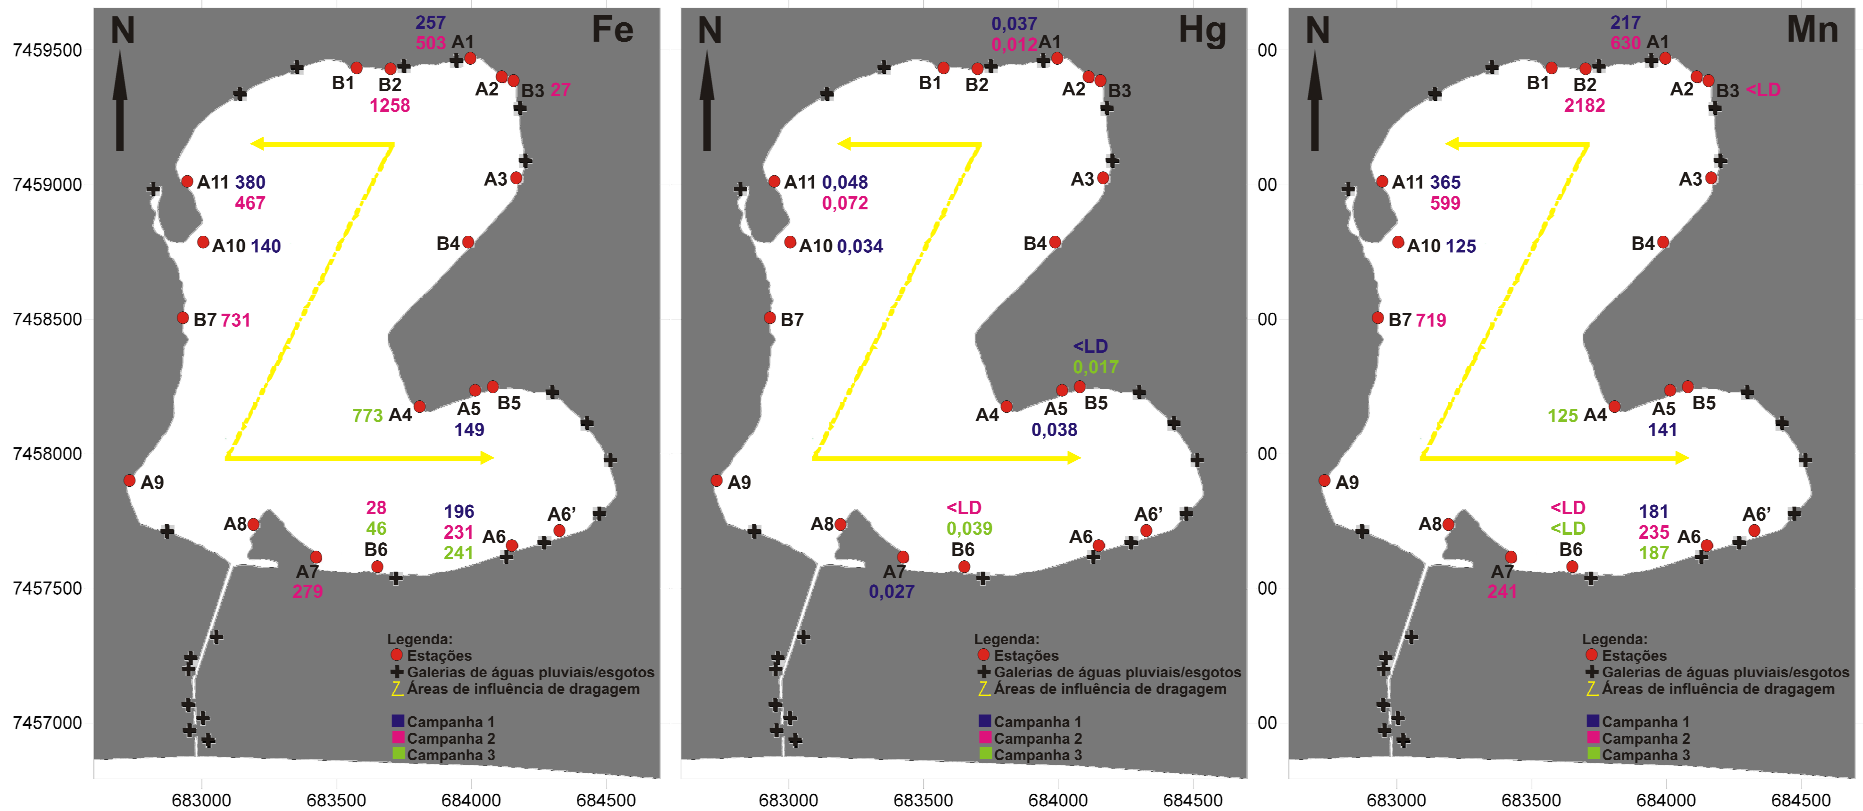 N
Fe
257
503 A1
7459500
B1
B2
1258
A2
B3 27
7459000
A11 380
467
A3
A10 140
B4
7458500
B7 731
773 A4
A5
B5
149
7458000
A9
28
46
B6
196
231
241
A6
A6’
A8
A7
279
7457500
7457000
Legenda:
Estações
Galerias de águas pluviais/esgotos
Áreas de influência de dragagem
Campanha 1
Campanha 2
Campanha 3
683000 683500 684000 684500
N
Hg
0,037
0,012 A1
B1
B2
A2
B3
A11 0,048
0,072
A3
A10 0,034
B4
B7
<LD
0,017
A4
A5
B5
0,038
A9
<LD
0,039
B6
A6
A6’
A8
A7
0,027
Legenda:
Estações
Galerias de águas pluviais/esgotos
Áreas de influência de dragagem
Campanha 1
Campanha 2
Campanha 3
683000 683500 684000 684500
00
00
00
00
00
00
N
Mn
217
630 A1
B1
B2
2182
A2
B3 <LD
A11 365
599
A3
A10 125
B4
B7 719
125 A4
A5
B5
141
A9
<LD
<LD
B6
181
235
187
A6
A6’
A8
A7
241
Legenda:
Estações
Galerias de águas pluviais/esgotos
Áreas de influência de dragagem
Campanha 1
Campanha 2
Campanha 3
683000 683500 684000 684500